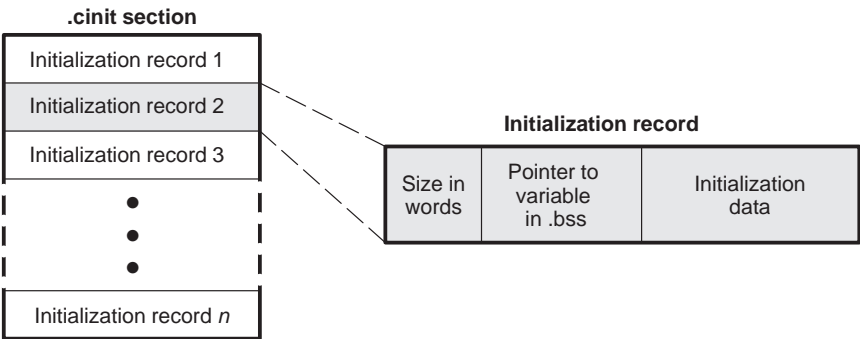 .cinit section
Initialization record 1
Initialization record 2
Initialization record 3
Initialization record n
Initialization record
Size in
words
Pointer to
variable
in .bss
Initialization
data